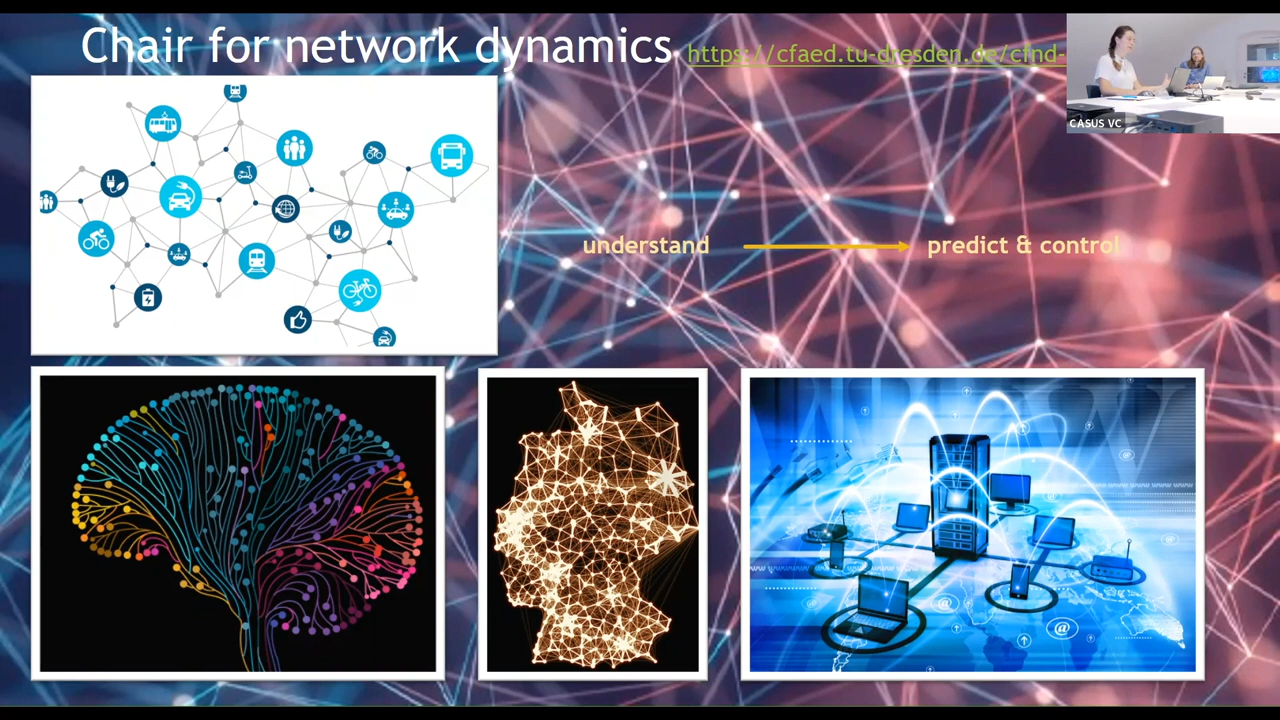 Chair for network dynamics https://cfaed.tu-dresden.de/cfnd-
CASUS VC
understand predict & control